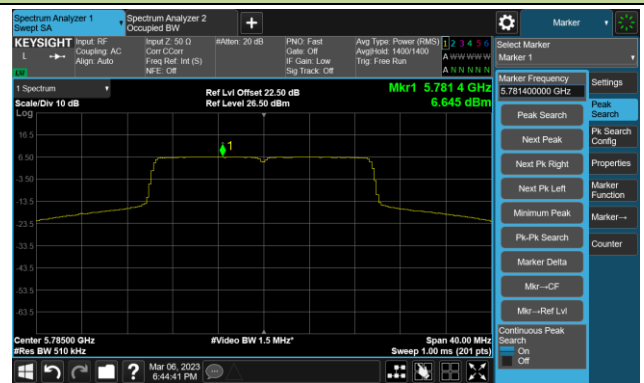 Spectrum Analyzer 1
Swept SA
Spectrum Analyzer 2
Occupied BW
+
Marker
KEYSIGHT
L
LU
Input: RF
Coupling: AC
Align: Auto
Input Z: 50 Ω
Corr CCorr
Freq Ref: Int (S)
NFE: Off
#Atten: 20 dB
PNO: Fast
Gate: Off
IF Gain: Low
Sig Track: Off
Avg Type: Power (RMS)
Avg|Hold: 1400/1400
Trig: Free Run
1 2 3 4 5 6
A W W W W W
A N N N N N
Select Marker
Marker 1
1 Spectrum
Scale/Div 10 dB
Log
Ref Lvl Offset 22.50 dB
Ref Level 26.50 dBm
Mkr1 5.781 4 GHz
6.645 dBm
16.5
6.50
-3.50
-13.5
-23.5
-33.5
-43.5
-53.5
-63.5
1
Center 5.78500 GHz
#Res BW 510 kHz
#Video BW 1.5 MHz*
Span 40.00 MHz
Sweep 1.00 ms (201 pts)
Marker Frequency
5.781400000 GHz
Peak Search
Next Peak
Next Pk Right
Next Pk Left
Minimum Peak
Pk-Pk Search
Marker Delta
Mkr→CF
Mkr→Ref Lvl
Continuous Peak
Search
On
Off
Settings
Peak
Search
Pk Search
Config
Properties
Marker
Function
Marker→
Counter
?
Mar 06, 2023
6:44:41 PM